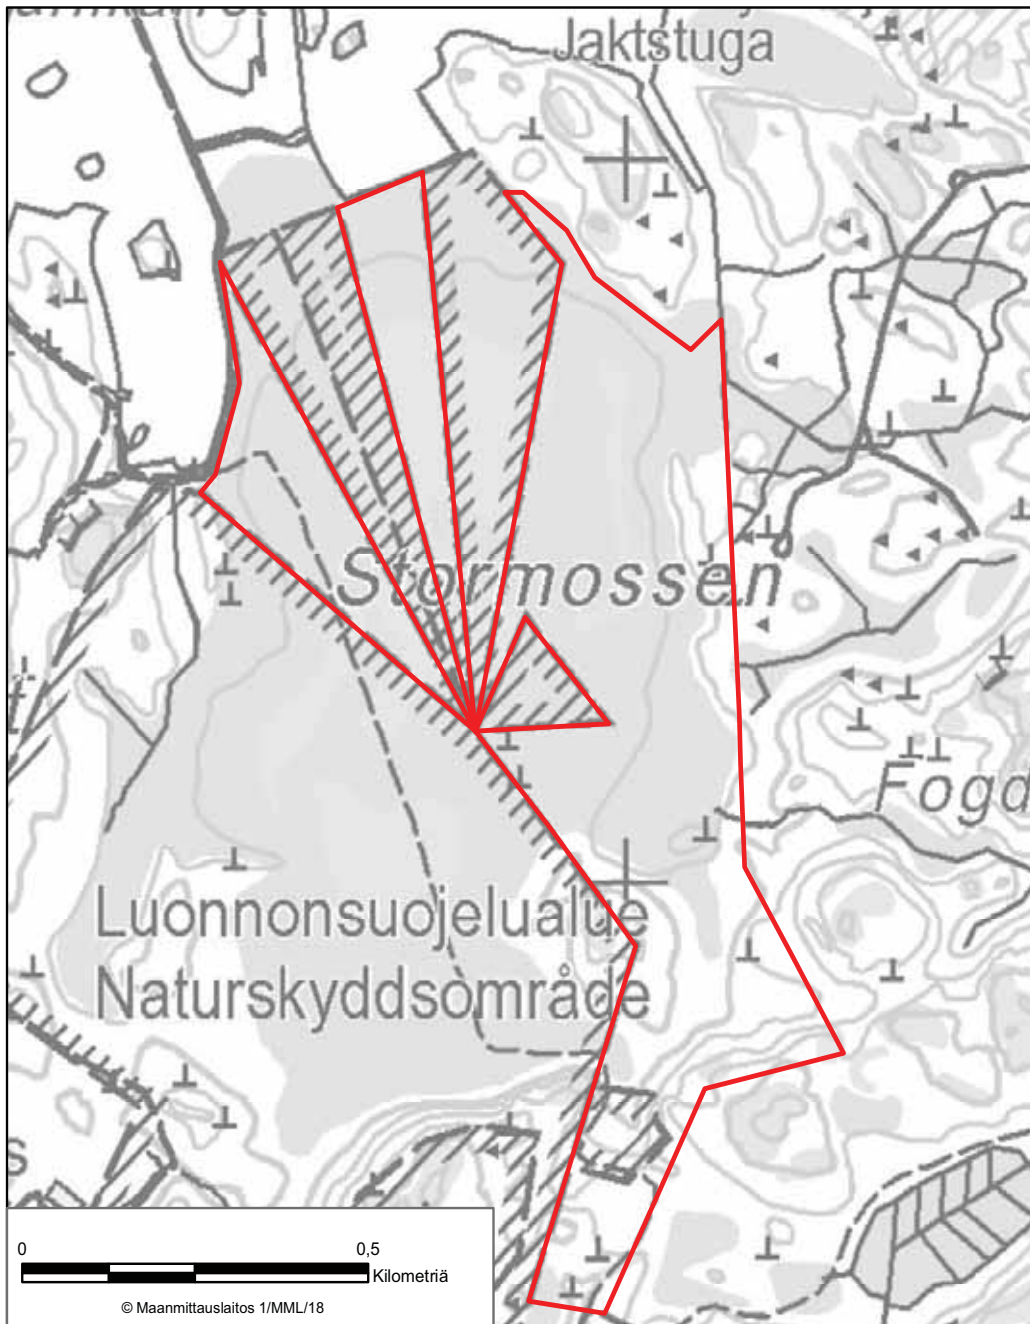 Jaktstuga
Stormossen
Fogd
Luonnonsuojelualue
Naturskyddsområde
s
0 0,5
Kilometriä
© Maanmittauslaitos 1/MML/18